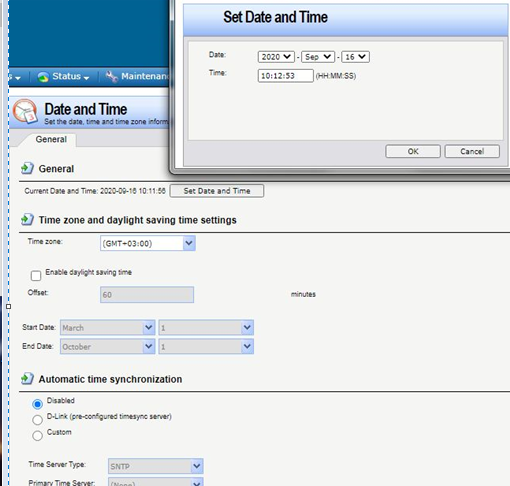 Set Date and Time
Date: 2020 - Sep - 16
Time: 10:12:53 (HH:MM:SS)
OK Cancel
Status Maintenanc
Date and Time
Set the date, time and time zone inform
General
General
Current Date and Time: 2020-09-16 10:11:56 Set Date and Time
Time zone and daylight saving time settings
Time zone: (GMT+03:00)
Enable daylight saving time
Offset: 60 minutes
Start Date: March 1
End Date: October 1
Automatic time synchronization
Disabled
D-Link (pre-configured timesync server)
Custom
Time Server Type: SNTP
Primary Time Server: (None)